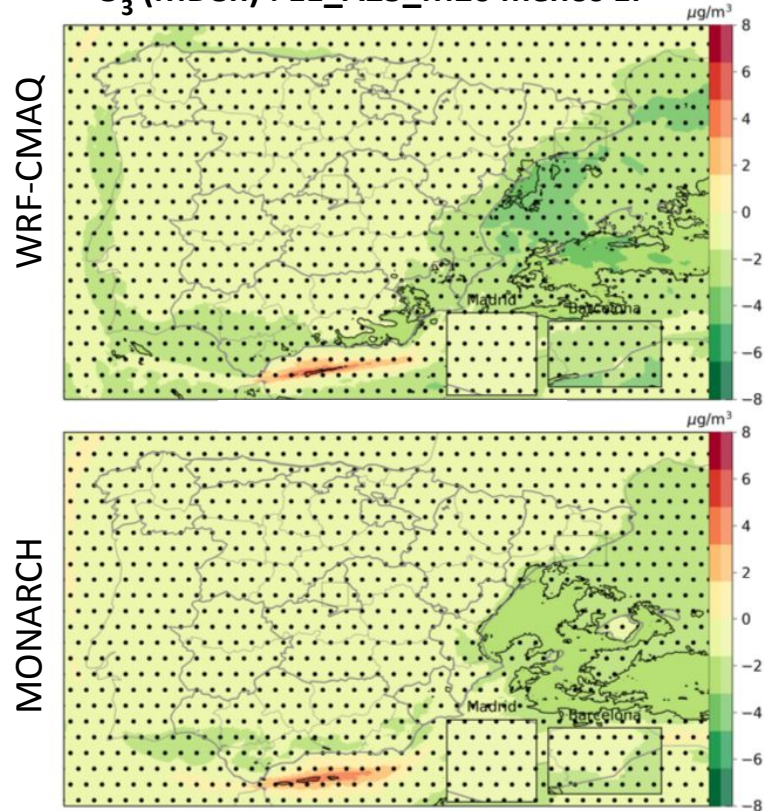 WRF-CMAQ
μg/m³
8
6
4
2
0
−2
−4
−6
−8
Madrid
Barcelona
MONARCH
μg/m³
8
6
4
2
0
−2
−4
−6
−8
Madrid
Barcelona